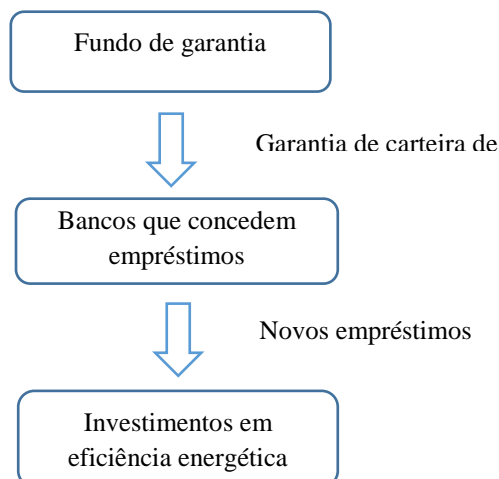 Fundo de garantia
Garantia de carteira de
Bancos que concedem
empréstimos
Novos empréstimos
Investimentos em
eficiência energética